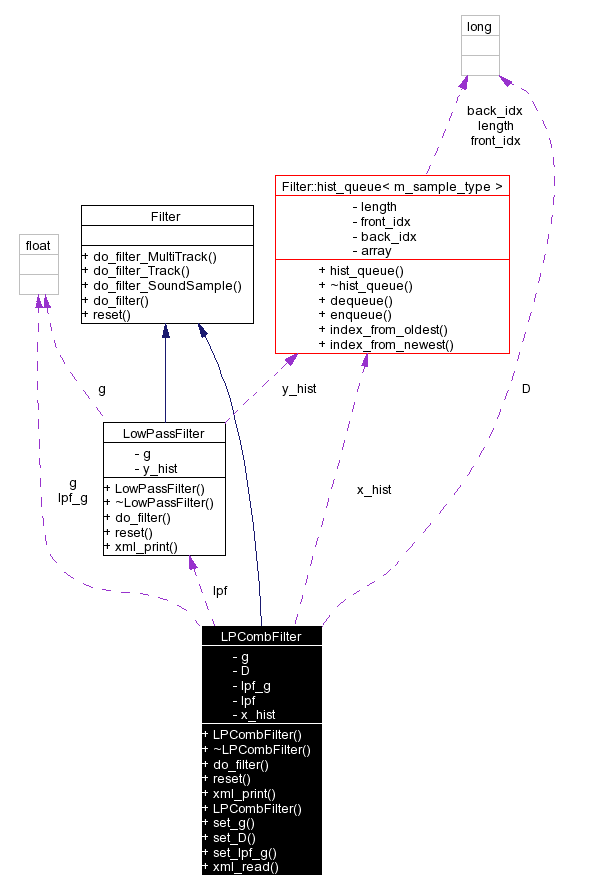 long
back_idx
length
front_idx
Filter::hist_queue< m_sample_type >
- length
- front_idx
- back_idx
- array
+ hist_queue()
+ ~hist_queue()
+ dequeue()
+ enqueue()
+ index_from_oldest()
+ index_from_newest()
Filter
+ do_filter_MultiTrack()
+ do_filter_Track()
+ do_filter_SoundSample()
+ do_filter()
+ reset()
float
g
y_hist
D
LowPassFilter
- g
- y_hist
+ LowPassFilter()
+ ~LowPassFilter()
+ do_filter()
+ reset()
+ xml_print()
g
lpf_g
x_hist
lpf
LPCombFilter
- g
- D
- lpf_g
- lpf
- x_hist
+ LPCombFilter()
+ ~LPCombFilter()
+ do_filter()
+ reset()
+ xml_print()
+ LPCombFilter()
+ set_g()
+ set_D()
+ set_lpf_g()
+ xml_read()